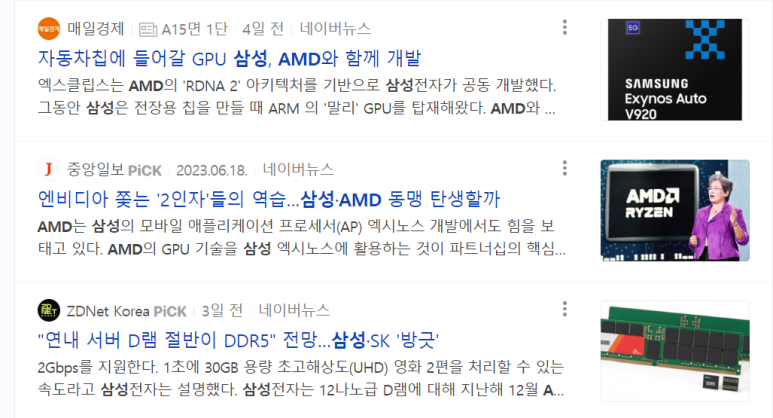 매일경제
매일경제 A15면 1단 4일 전 네이버뉴스
자동차칩에 들어갈 GPU 삼성, AMD와 함께 개발
엑스클립스는 AMD의 'RDNA 2' 아키텍처를 기반으로 삼성전자가 공동 개발했다.
그동안 삼성은 전장용 칩을 만들 때 ARM 의 '말리' GPU를 탑재해왔다. AMD와 ...
5G
SAMSUNG
Exynos Auto
V920
J 중앙일보 PiCK 2023.06.18. 네이버뉴스
엔비디아 쫓는 '2인자'들의 역습...삼성·AMD 동맹 탄생할까
AMD는 삼성의 모바일 애플리케이션 프로세서(AP) 엑시노스 개발에서도 힘을 보
태고 있다. AMD의 GPU 기술을 삼성 엑시노스에 활용하는 것이 파트너십의 핵심...
AMD
RYZEN
ZDNET
ZDNet Korea PiCK 3일 전 네이버뉴스
"연내 서버 D램 절반이 DDR5" 전망...삼성·SK '방긋'
2Gbps를 지원한다. 1초에 30GB 용량 초고해상도(UHD) 영화 2편을 처리할 수 있는
속도라고 삼성전자는 설명했다. 삼성전자는 12나노급 D램에 대해 지난해 12월 A...